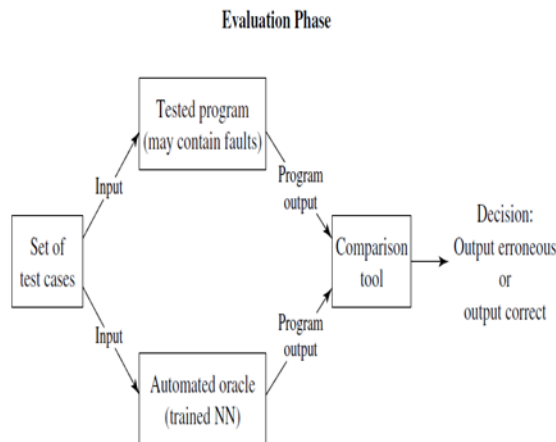 Evaluation Phase
Tested program
(may contain faults)
Input
Program
output
Set of
test cases
Comparison
tool
Decision:
Output erroneous
or
output correct
Input
Program
output
Automated oracle
(trained NN)